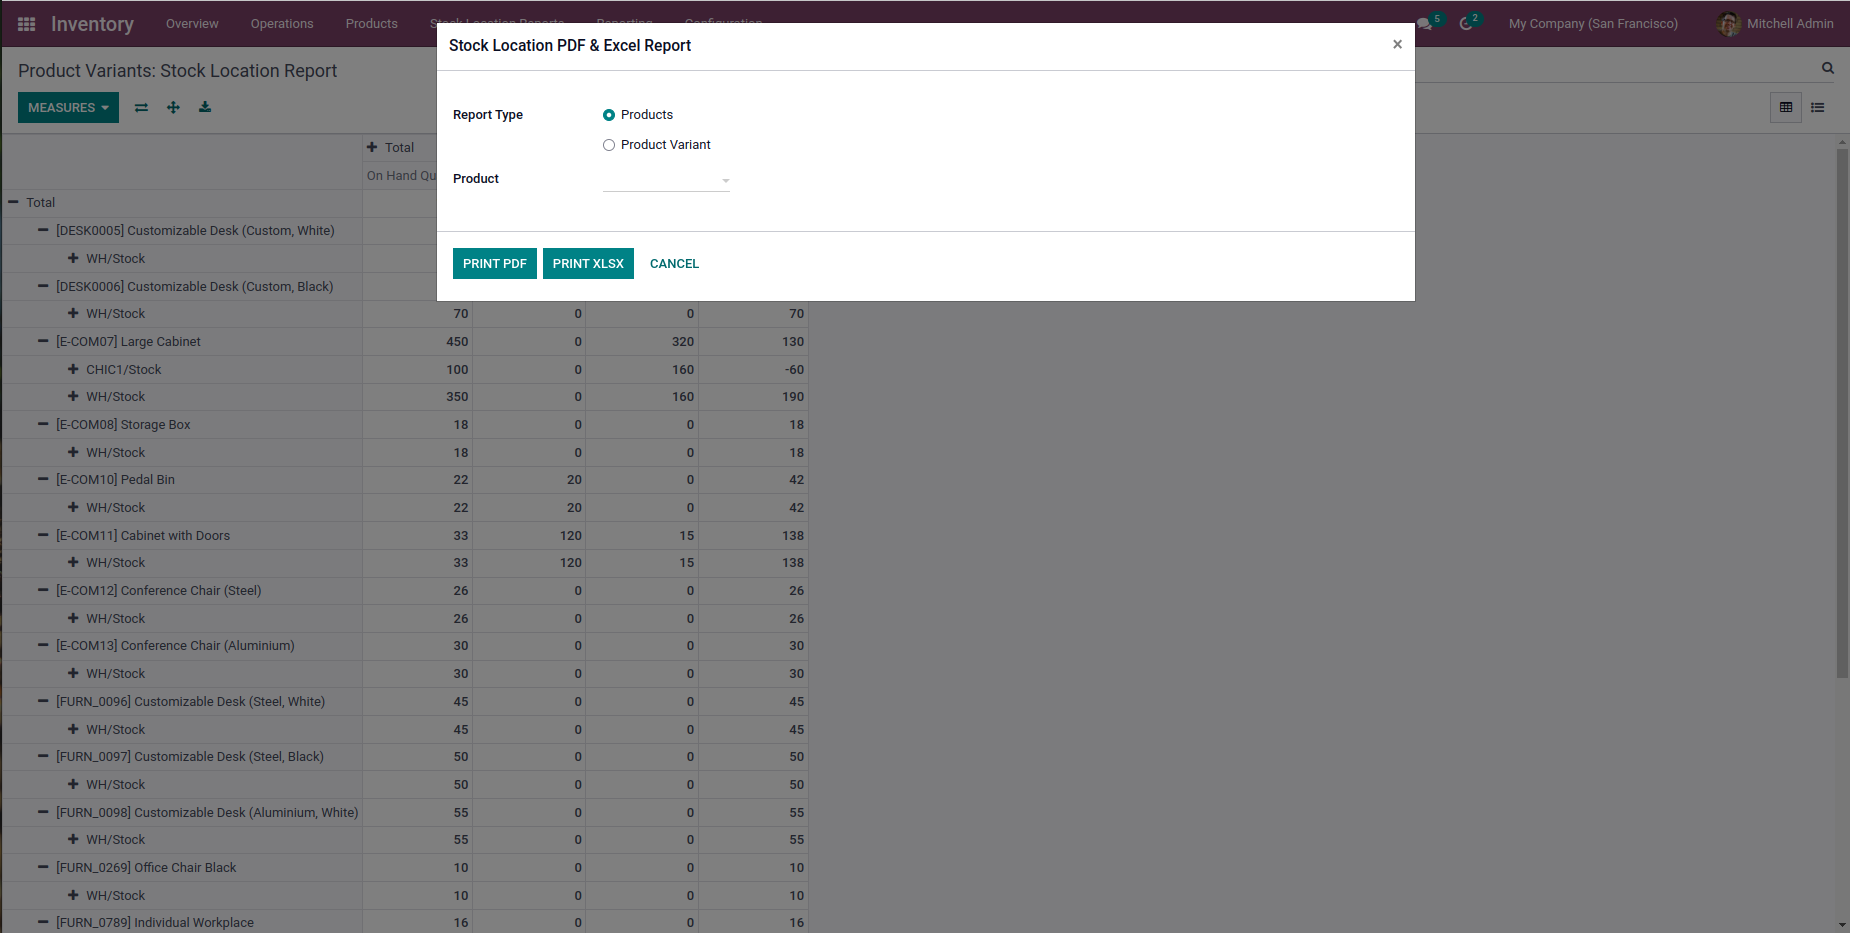 Inventory Overview Operations Products Stock Location Reports Reporting Configuration 5 2 My Company (San Francisco) Mitchell Admin
Stock Location PDF & Excel Report ×
Product Variants: Stock Location Report
MEASURES
Report Type Products
Product Variant
Product
PRINT PDF PRINT XLSX CANCEL
Total
On Hand Qu
Total
[DESK0005] Customizable Desk (Custom, White)
WH/Stock
[DESK0006] Customizable Desk (Custom, Black)
WH/Stock 70 0 0 70
[E-COM07] Large Cabinet 450 0 320 130
CHIC1/Stock 100 0 160 -60
WH/Stock 350 0 160 190
[E-COM08] Storage Box 18 0 0 18
WH/Stock 18 0 0 18
[E-COM10] Pedal Bin 22 20 0 42
WH/Stock 22 20 0 42
[E-COM11] Cabinet with Doors 33 120 15 138
WH/Stock 33 120 15 138
[E-COM12] Conference Chair (Steel) 26 0 0 26
WH/Stock 26 0 0 26
[E-COM13] Conference Chair (Aluminium) 30 0 0 30
WH/Stock 30 0 0 30
[FURN_0096] Customizable Desk (Steel, White) 45 0 0 45
WH/Stock 45 0 0 45
[FURN_0097] Customizable Desk (Steel, Black) 50 0 0 50
WH/Stock 50 0 0 50
[FURN_0098] Customizable Desk (Aluminium, White) 55 0 0 55
WH/Stock 55 0 0 55
[FURN_0269] Office Chair Black 10 0 0 10
WH/Stock 10 0 0 10
[FURN_0789] Individual Workplace 16 0 0 16